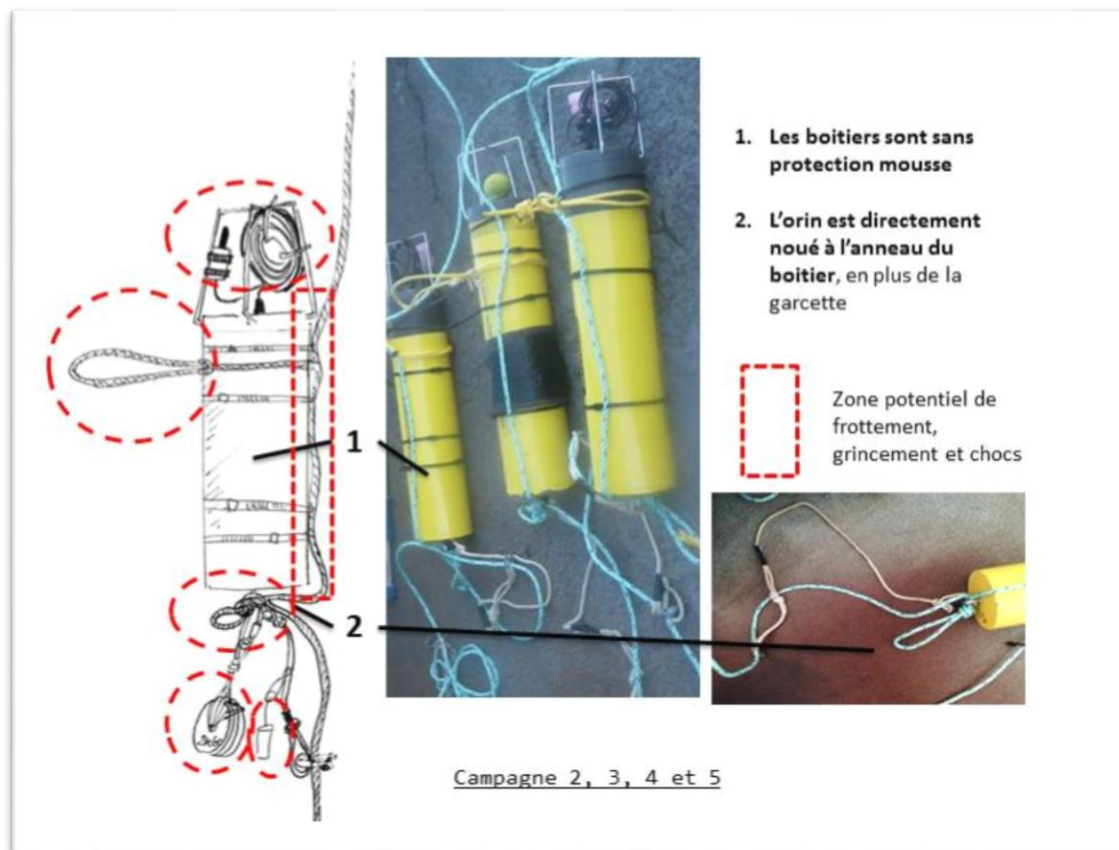 1. Les boitiers sont sans
protection mousse
2. L'orin est directement
noué à l'anneau du
boitier, en plus de la
garcette
Zone potentiel de
frottement,
grincement et chocs
1
2
Campagne 2, 3, 4 et 5